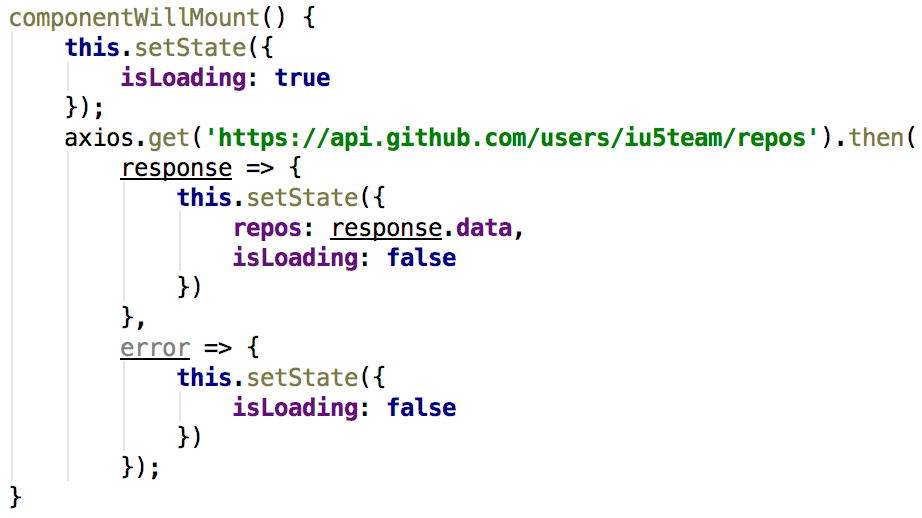 componentWillMount() {
    this.setState({
        isLoading: true
    });
    axios.get('https://api.github.com/users/iu5team/repos').then(
        response => {
            this.setState({
                repos: response.data,
                isLoading: false
            })
        },
        error => {
            this.setState({
                isLoading: false
            })
        });
}